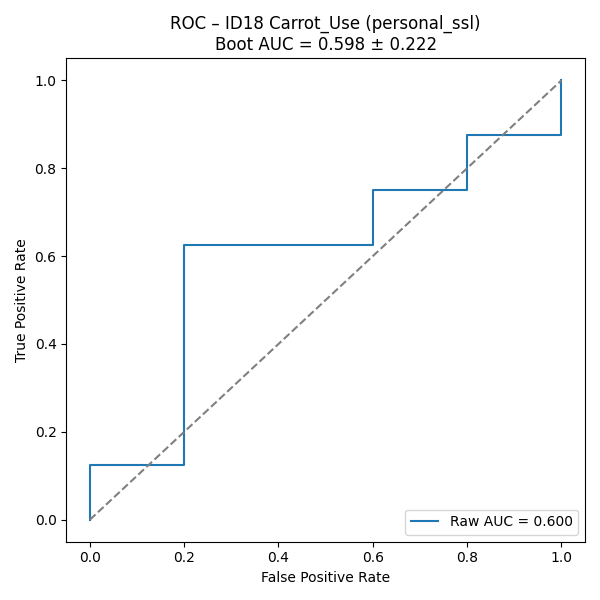 ROC – ID18 Carrot_Use (personal_ssl)
Boot AUC = 0.598 ± 0.222
1.0
0.8
0.6
0.4
0.2
0.0
True Positive Rate
Raw AUC = 0.600
0.0 0.2 0.4 0.6 0.8 1.0
False Positive Rate